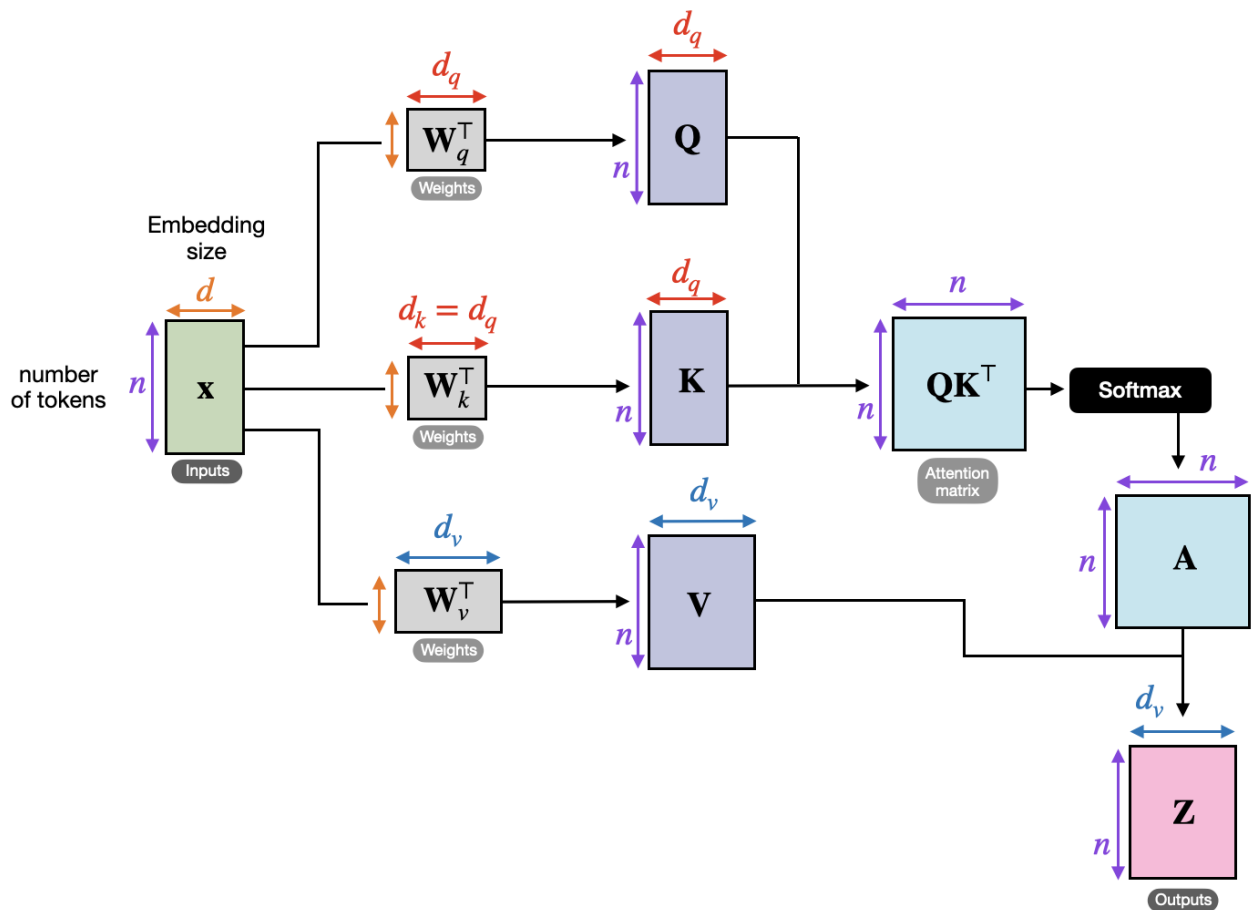 d_q
d_q
W_q^⊤
Q
n
Weights
Embedding
size
d
d_k = d_q
d_q
n
number
of tokens
n
x
W_k^⊤
K
n
n
QK^⊤
Softmax
Inputs
Weights
Attention
matrix
n
d_v
d_v
W_v^⊤
V
n
n
A
Weights
d_v
n
Z
Outputs